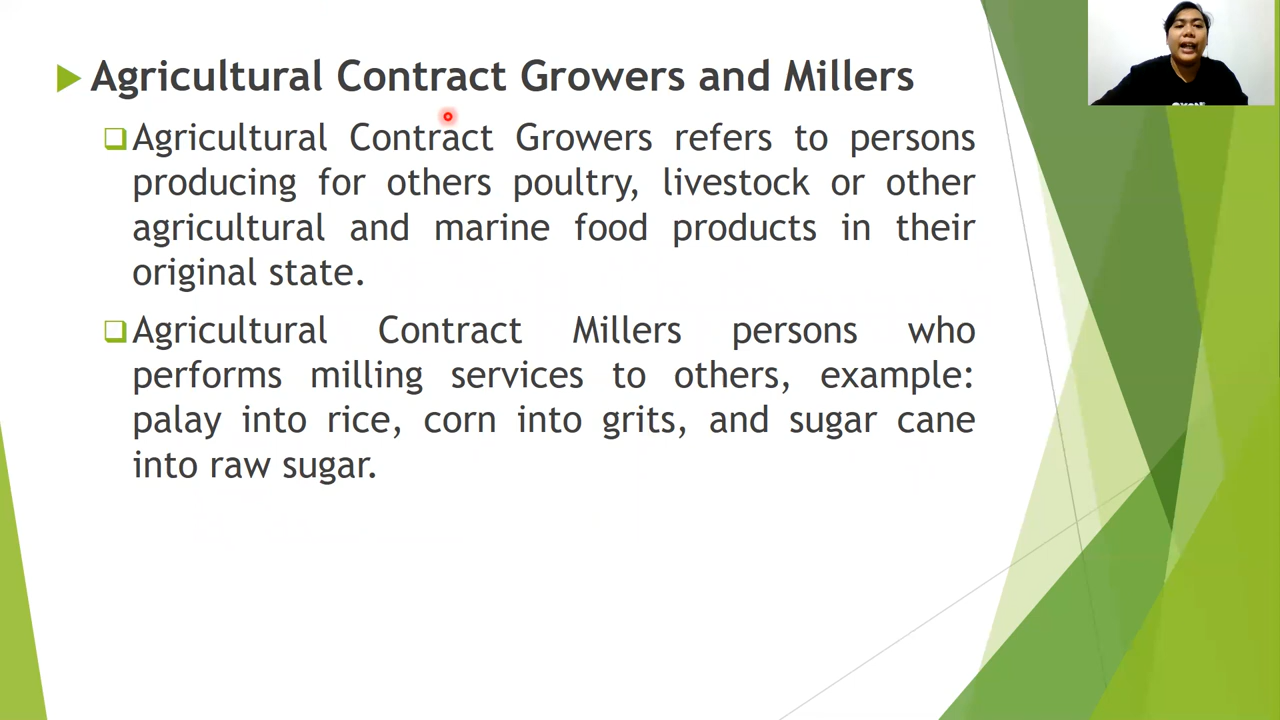 Agricultural Contract Growers and Millers
Agricultural Contract Growers refers to persons
producing for others poultry, livestock or other
agricultural and marine food products in their
original state.
Agricultural Contract Millers persons who
performs milling services to others, example:
palay into rice, corn into grits, and sugar cane
into raw sugar.